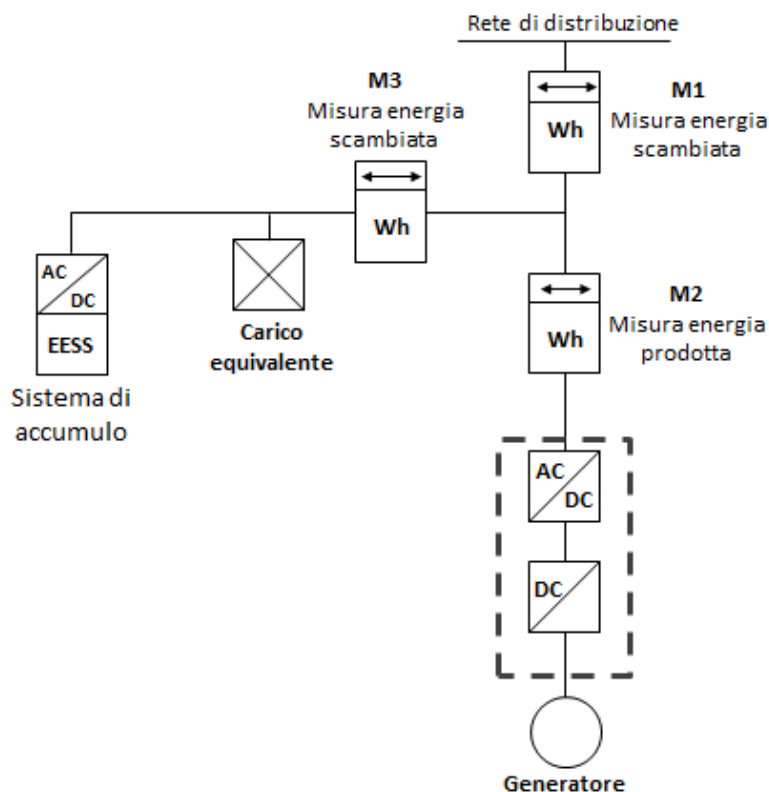 Rete di distribuzione
M1
Misura energia
scambiata
Wh
M3
Misura energia
scambiata
Wh
AC
DC
EESS
Sistema di
accumulo
Carico
equivalente
M2
Misura energia
prodotta
Wh
AC
DC
DC
Generatore